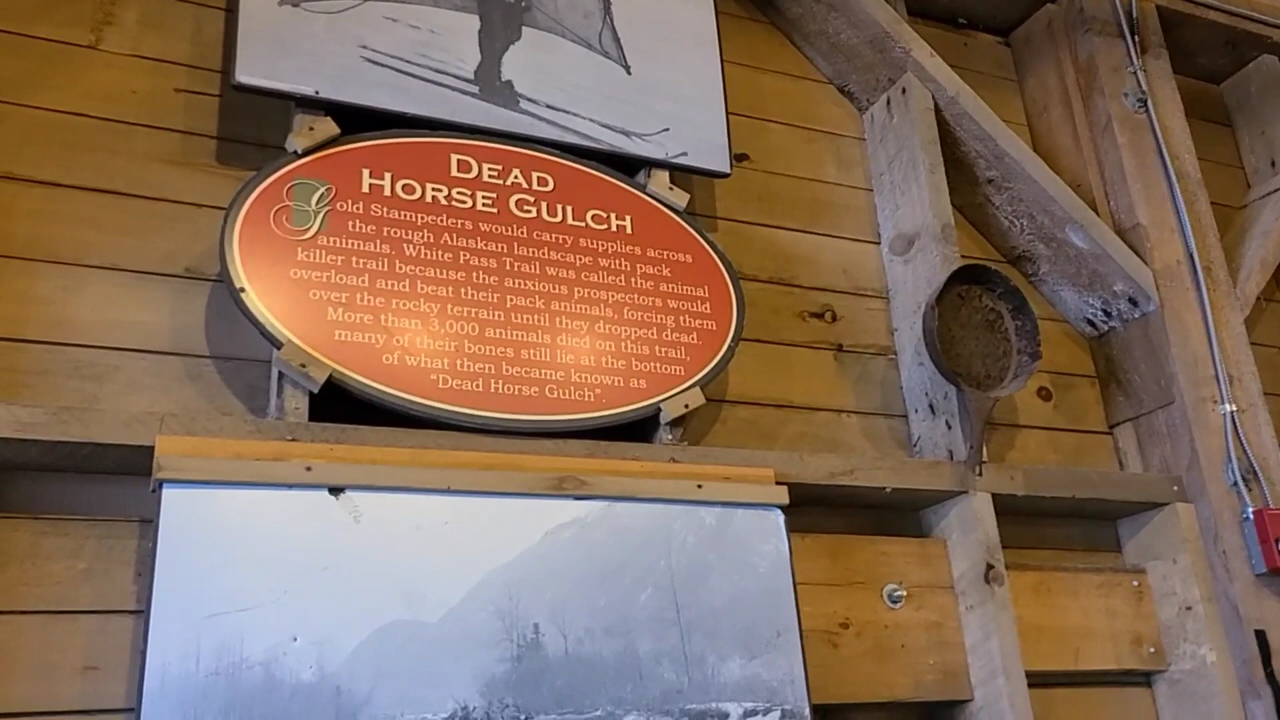 DEAD
HORSE GULCH
Gold Stampeders would carry supplies across
the rough Alaskan landscape with pack
animals. White Pass Trail was called the animal
killer trail because the anxious prospectors would
overload and beat their pack animals, forcing them
over the rocky terrain until they dropped dead.
More than 3,000 animals died on this trail,
many of their bones still lie at the bottom
of what then became known as
“Dead Horse Gulch”.